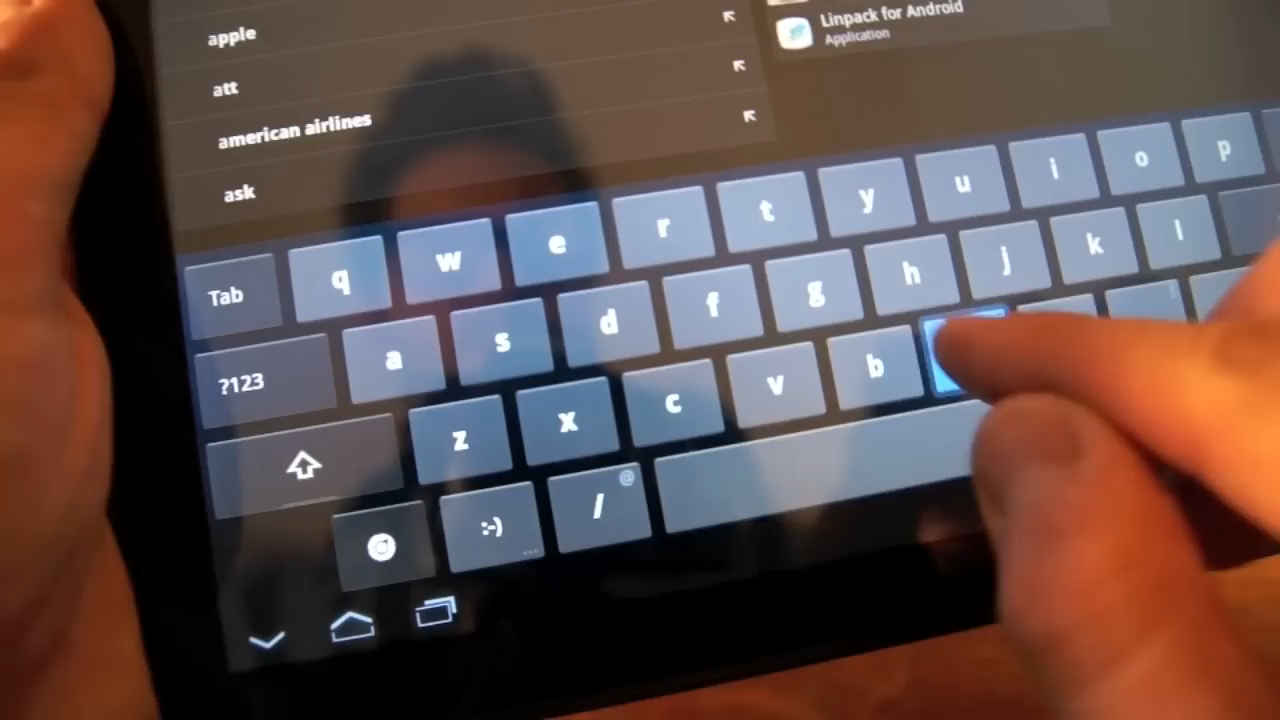 apple
att
american airlines
ask
Linpack for Android
Application
Tab q w e r t y u i o p
?123 a s d f g h j k l
z x c v b
:-) / @
...